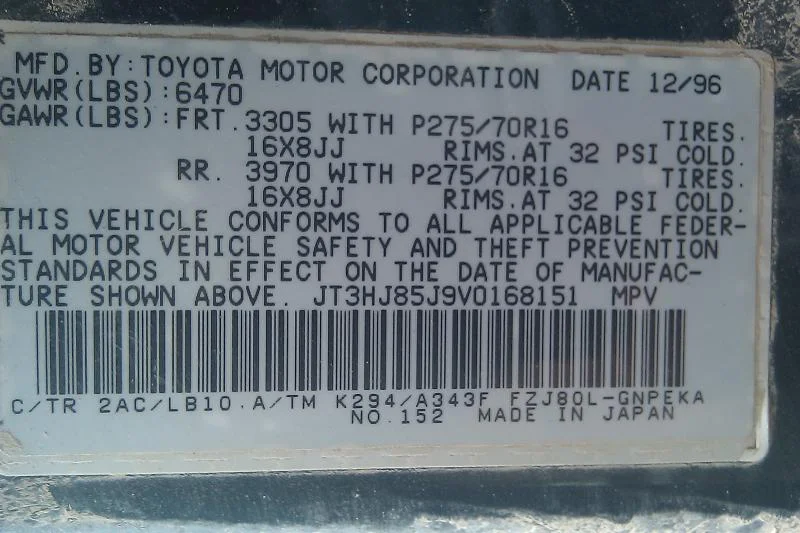 MFD.BY:TOYOTA MOTOR CORPORATION DATE 12/96
GVWR(LBS):6470
GAWR(LBS):FRT.3305 WITH P275/70R16 TIRES.
16X8JJ RIMS.AT 32 PSI COLD.
RR. 3970 WITH P275/70R16 TIRES.
16X8JJ RIMS.AT 32 PSI COLD.
THIS VEHICLE CONFORMS TO ALL APPLICABLE FEDER-
AL MOTOR VEHICLE SAFETY AND THEFT PREVENTION
STANDARDS IN EFFECT ON THE DATE OF MANUFAC-
TURE SHOWN ABOVE. JT3HJ85J9V0168151 MPV
C/TR 2AC/LB10.A/TM K294/A343F FZJ80L-GNPEKA
NO.152 MADE IN JAPAN